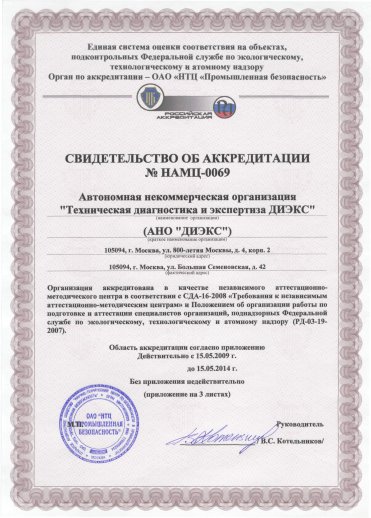 Единая система оценки соответствия на объектах,
подконтрольных Федеральной службе по экологическому,
технологическому и атомному надзору
Орган по аккредитации – ОАО «НТЦ «Промышленная безопасность»
РОССИЙСКАЯ
АККРЕДИТАЦИЯ
СВИДЕТЕЛЬСТВО ОБ АККРЕДИТАЦИИ
№ НАМЦ-0069
Автономная некоммерческая организация
"Техническая диагностика и экспертиза ДИЭКС"
(наименование организации)
(АНО "ДИЭКС")
(краткое наименование организации)
105094, г. Москва, ул. 800-летия Москвы, д. 4, корп. 2
(юридический адрес)
105094, г. Москва, ул. Большая Семеновская, д. 42
(фактический адрес)
Организация аккредитована в качестве независимого аттестационно-
методического центра в соответствии с СДА-16-2008 «Требования к независимым
аттестационно-методическим центрам» и Положением об организации работы по
подготовке и аттестации специалистов организаций, поднадзорных Федеральной
службе по экологическому, технологическому и атомному надзору (РД-03-19-
2007).
Область аккредитации согласно приложению
Действительно с 15.05.2009 г.
до 15.05.2014 г.
Без приложения недействительно
(приложение на 3 листах)
М.П.
ОАО "НТЦ
"ПРОМЫШЛЕННАЯ
БЕЗОПАСНОСТЬ"
Руководитель
/В.С. Котельников/